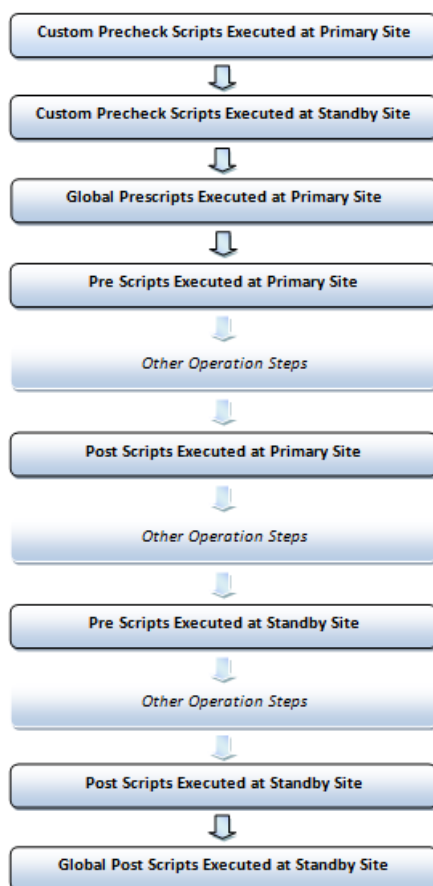 Custom Precheck Scripts Executed at Primary Site
Custom Precheck Scripts Executed at Standby Site
Global Prescripts Executed at Primary Site
Pre Scripts Executed at Primary Site
Other Operation Steps
Post Scripts Executed at Primary Site
Other Operation Steps
Pre Scripts Executed at Standby Site
Other Operation Steps
Post Scripts Executed at Standby Site
Global Post Scripts Executed at Standby Site